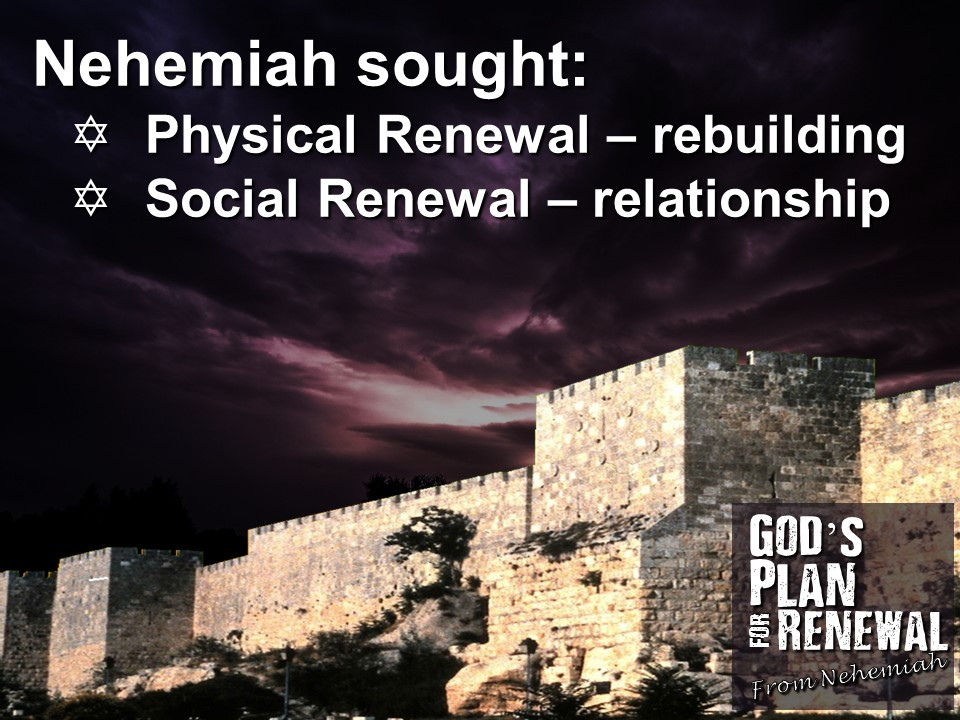 Nehemiah sought:
✡ Physical Renewal – rebuilding
✡ Social Renewal – relationship
GOD'S
PLAN
FOR RENEWAL
From Nehemiah